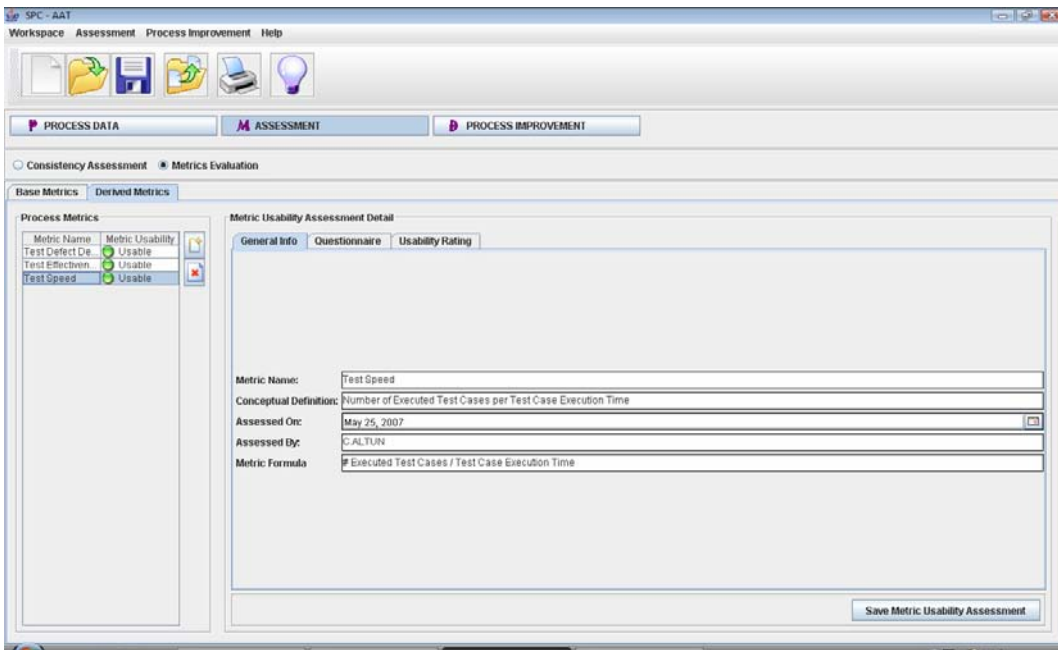 SPC - AAT
Workspace Assessment Process Improvement Help
P PROCESS DATA M ASSESSMENT PROCESS IMPROVEMENT
Consistency Assessment Metrics Evaluation
Base Metrics Derived Metrics
Process Metrics
Metric Name Metric Usability
Test Defect De... Usable
Test Effectiven... Usable
Test Speed Usable
Metric Usability Assessment Detail
General Info Questionnaire Usability Rating
Metric Name: Test Speed
Conceptual Definition: Number of Executed Test Cases per Test Case Execution Time
Assessed On: May 25, 2007
Assessed By: C.ALTUN
Metric Formula # Executed Test Cases / Test Case Execution Time
Save Metric Usability Assessment